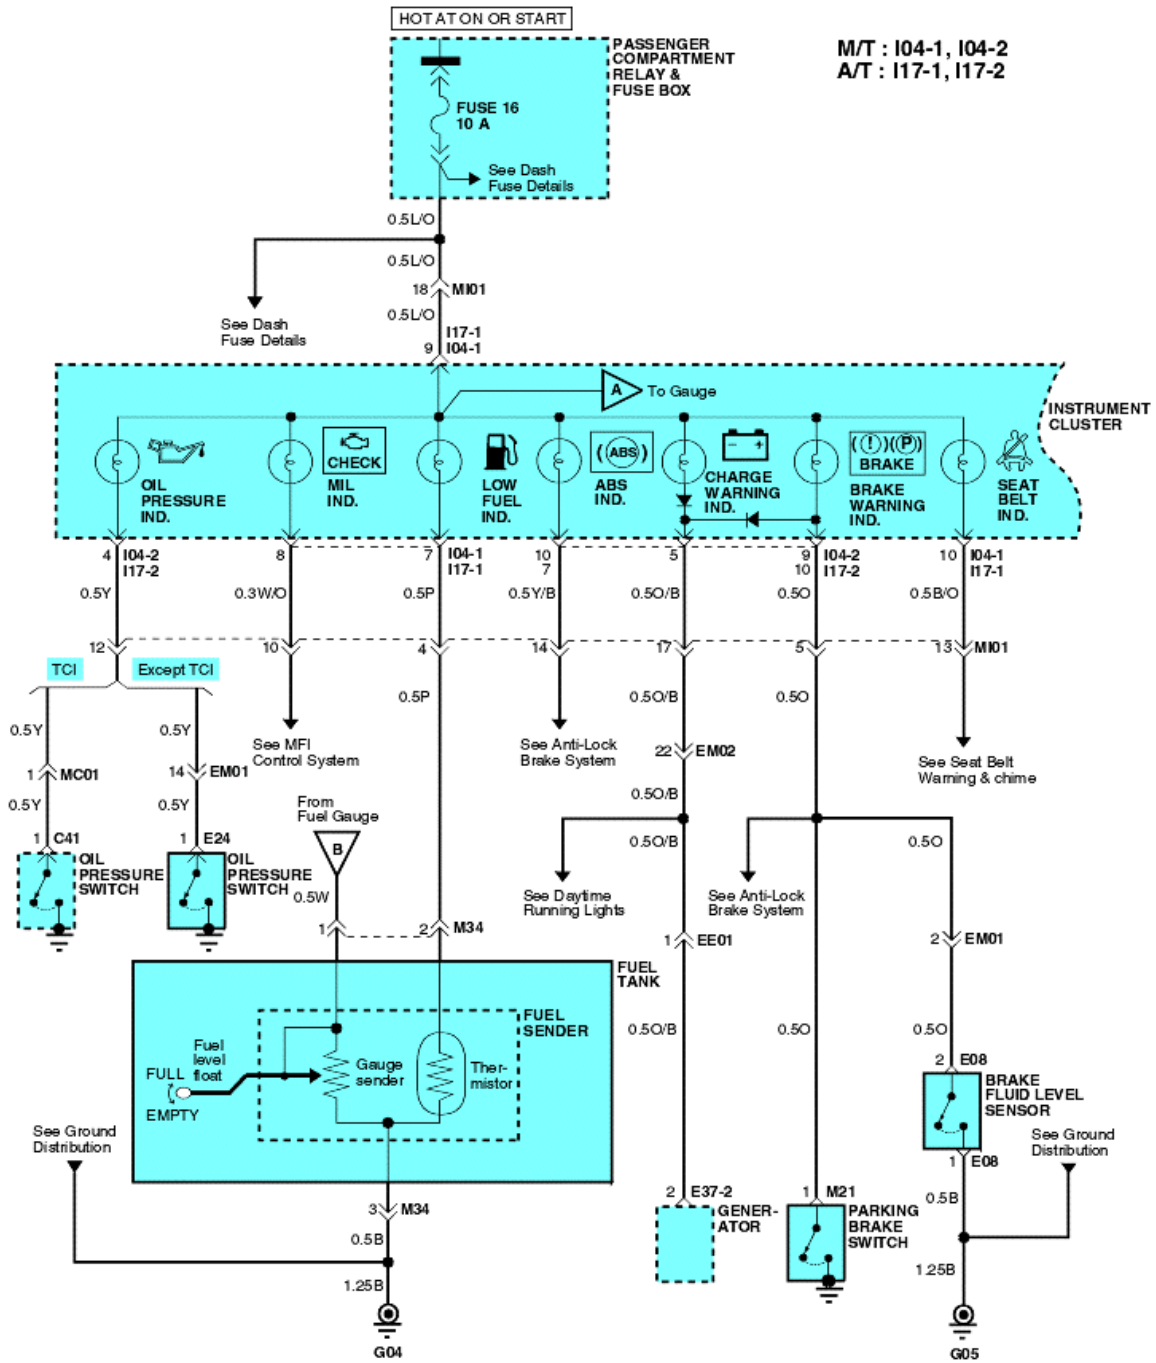 HOT AT ON OR START
PASSENGER
COMPARTMENT
RELAY &
FUSE BOX
M/T : I04-1, I04-2
A/T : I17-1, I17-2
FUSE 16
10 A
See Dash
Fuse Details
0.5L/O
0.5L/O
18 MI01
0.5L/O
See Dash
Fuse Details
I17-1
9 I04-1
A To Gauge
INSTRUMENT
CLUSTER
OIL
PRESSURE
IND.
CHECK
MIL
IND.
LOW
FUEL
IND.
(ABS)
ABS
IND.
- +
CHARGE
WARNING
IND.
(!)(P)
BRAKE
BRAKE
WARNING
IND.
SEAT
BELT
IND.
4 I04-2
I17-2
8
7 I04-1
I17-1
10
7
5
9 I04-2
10 I17-2
10 I04-1
I17-1
0.5Y
0.3W/O
0.5P
0.5Y/B
0.5O/B
0.5O
0.5B/O
12
10
4
14
17
5
13 MI01
TCI
Except TCI
0.5P
0.5O/B
0.5O
0.5Y
0.5Y
See MFI
Control System
See Anti-Lock
Brake System
22 EM02
See Seat Belt
Warning & chime
1 MC01
14 EM01
0.5Y
0.5Y
From
Fuel Gauge
B
0.5O/B
0.5O/B
0.5O
1 C41
OIL
PRESSURE
SWITCH
1 E24
OIL
PRESSURE
SWITCH
0.5W
See Daytime
Running Lights
See Anti-Lock
Brake System
1
2 M34
1 EE01
2 EM01
FUEL
TANK
FUEL
SENDER
0.5O/B
0.5O
0.5O
Fuel
level
float
FULL
EMPTY
Gauge
sender
Ther-
mistor
2 E08
BRAKE
FLUID LEVEL
SENSOR
See Ground
Distribution
See Ground
Distribution
1 E08
3 M34
0.5B
1.25B
G04
2 E37-2
GENER-
ATOR
1 M21
PARKING
BRAKE
SWITCH
0.5B
1.25B
G05